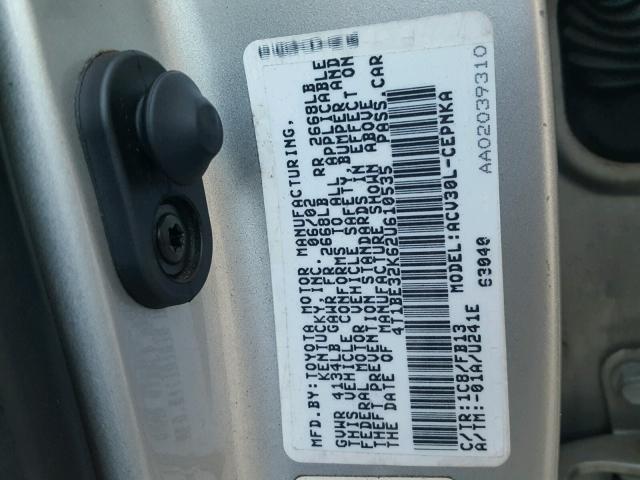 MFD.BY:TOYOTA MOTOR MANUFACTURING,
KENTUCKY, INC. 06/02
GVWR 4134LB GAWR FR 2668LB RR 2668LB
THIS VEHICLE CONFORMS TO ALL APPLICABLE
FEDERAL MOTOR VEHICLE SAFETY, BUMPER AND
THEFT PREVENTION STANDARDS IN EFFECT ON
THE DATE OF MANUFACTURE SHOWN ABOVE.
4T1BE32K62U610535 PASS.CAR
C/TR:1C8/FB13 MODEL:ACV30L-CEPNKA
A/TM:-01A/U241E G3040
AA02039310